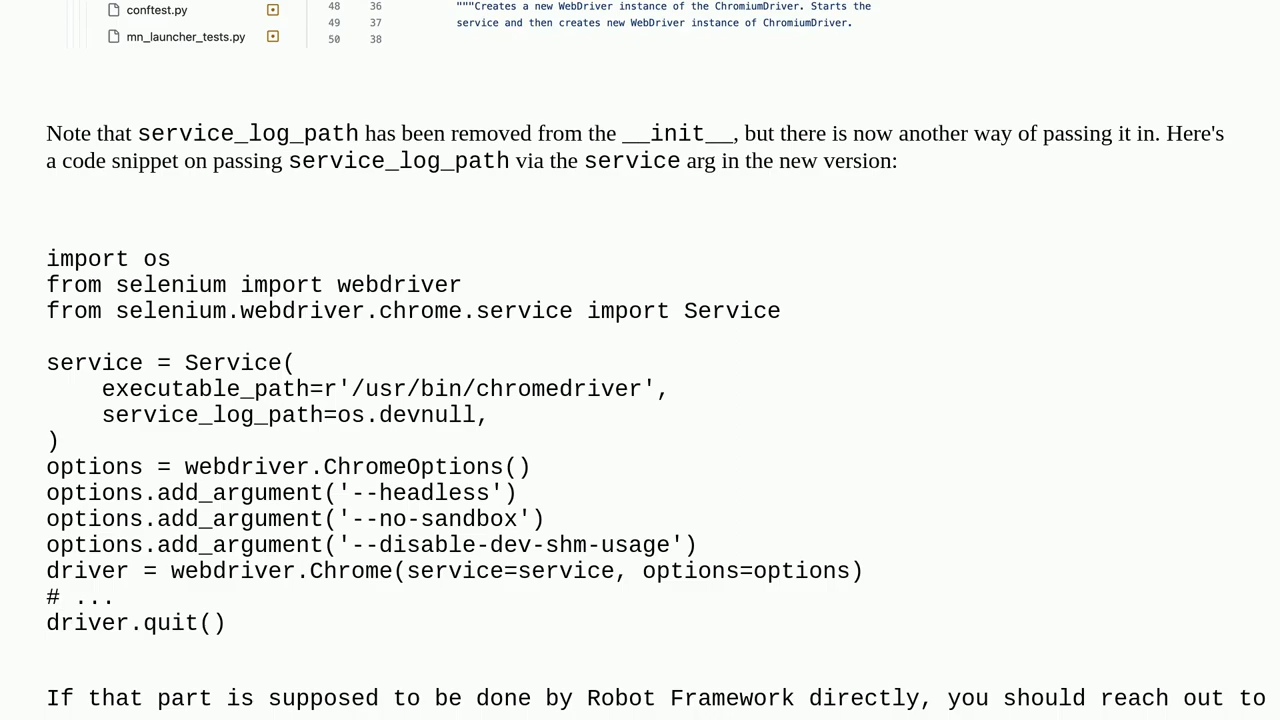 conftest.py
48 36 """Creates a new WebDriver instance of the ChromiumDriver. Starts the
49 37 service and then creates new WebDriver instance of ChromiumDriver.
mn_launcher_tests.py
50 38
Note that service_log_path has been removed from the __init__, but there is now another way of passing it in. Here's
a code snippet on passing service_log_path via the service arg in the new version:
import os
from selenium import webdriver
from selenium.webdriver.chrome.service import Service
service = Service(
    executable_path=r'/usr/bin/chromedriver',
    service_log_path=os.devnull,
)
options = webdriver.ChromeOptions()
options.add_argument('--headless')
options.add_argument('--no-sandbox')
options.add_argument('--disable-dev-shm-usage')
driver = webdriver.Chrome(service=service, options=options)
# ...
driver.quit()
If that part is supposed to be done by Robot Framework directly, you should reach out to